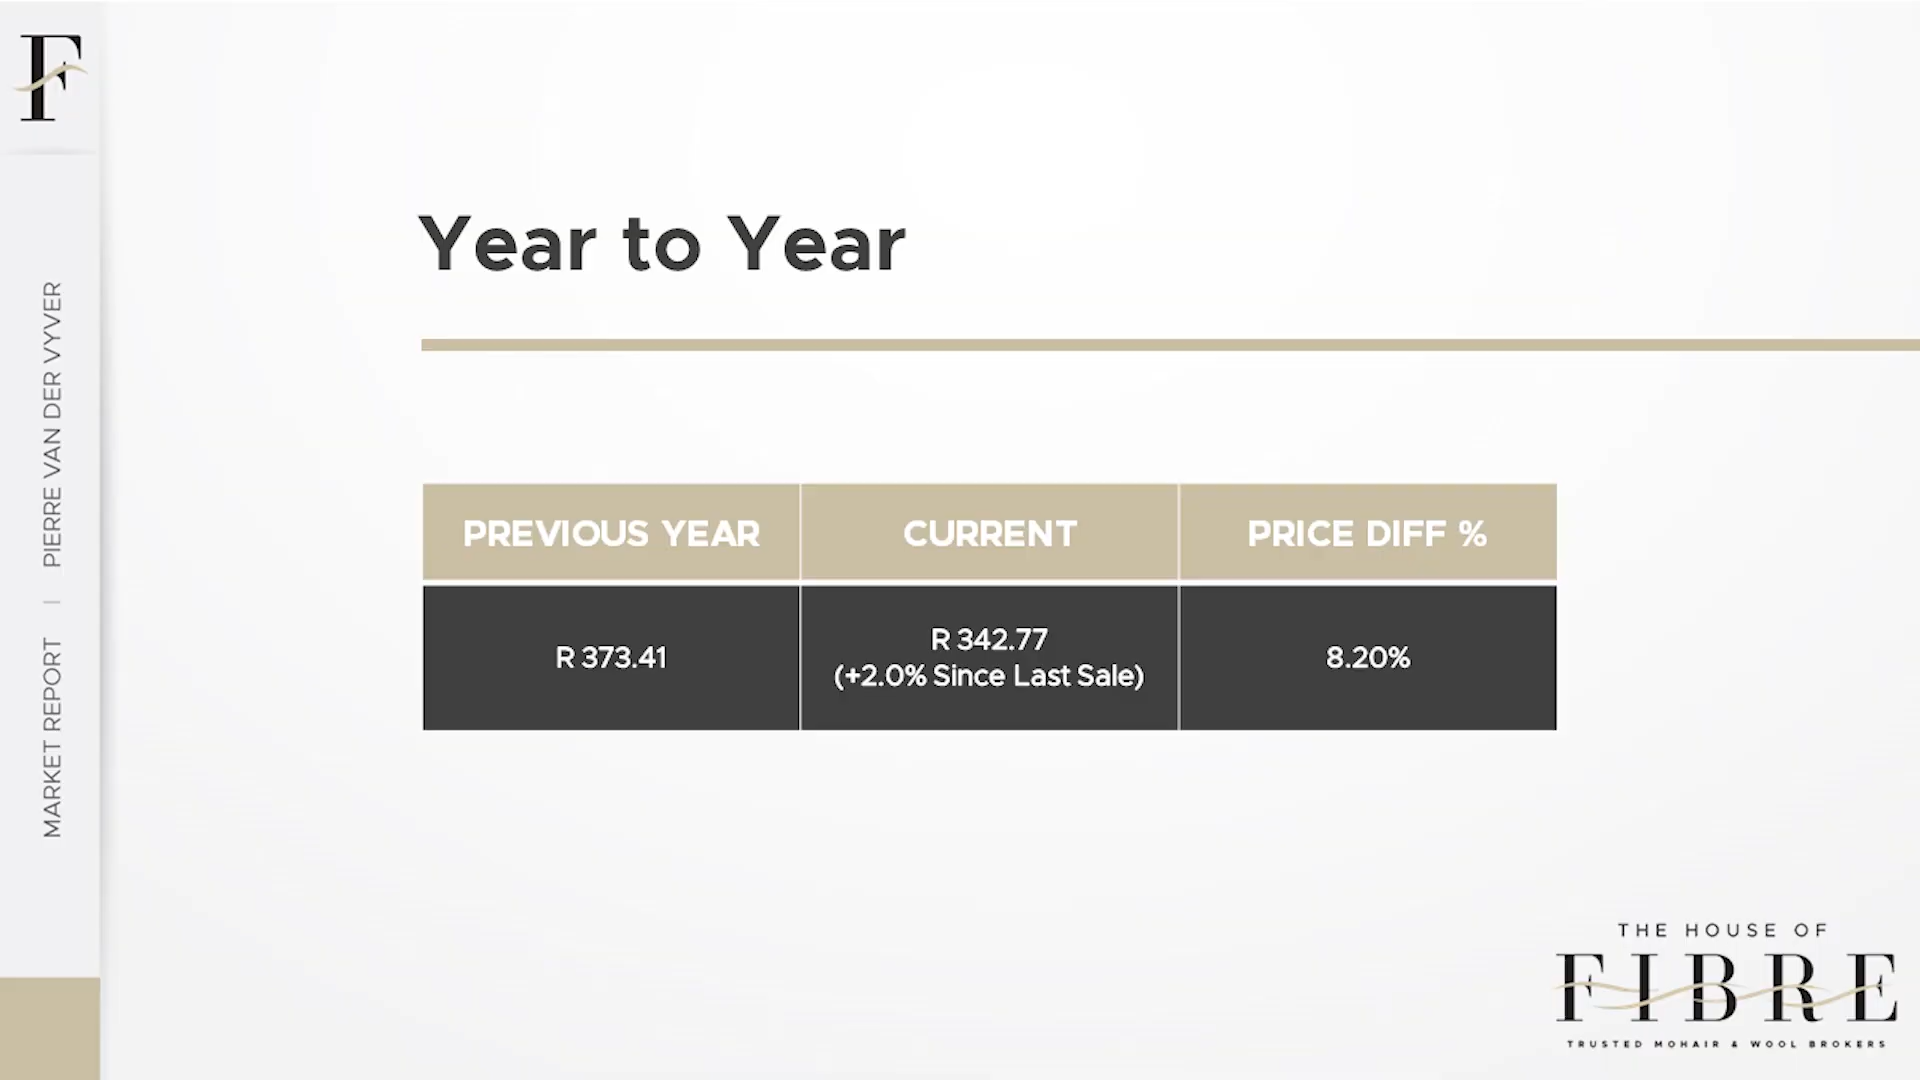 F
MARKET REPORT | PIERRE VAN DER VYVER
Year to Year
PREVIOUS YEAR CURRENT PRICE DIFF %
R 373.41 R 342.77 8.20%
(+2.0% Since Last Sale)
THE HOUSE OF
FIBRE
TRUSTED MOHAIR & WOOL BROKERS